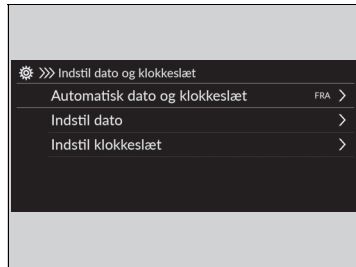 Indstil dato og klokkeslæt
Automatisk dato og klokkeslæt FRA
Indstil dato
Indstil klokkeslæt